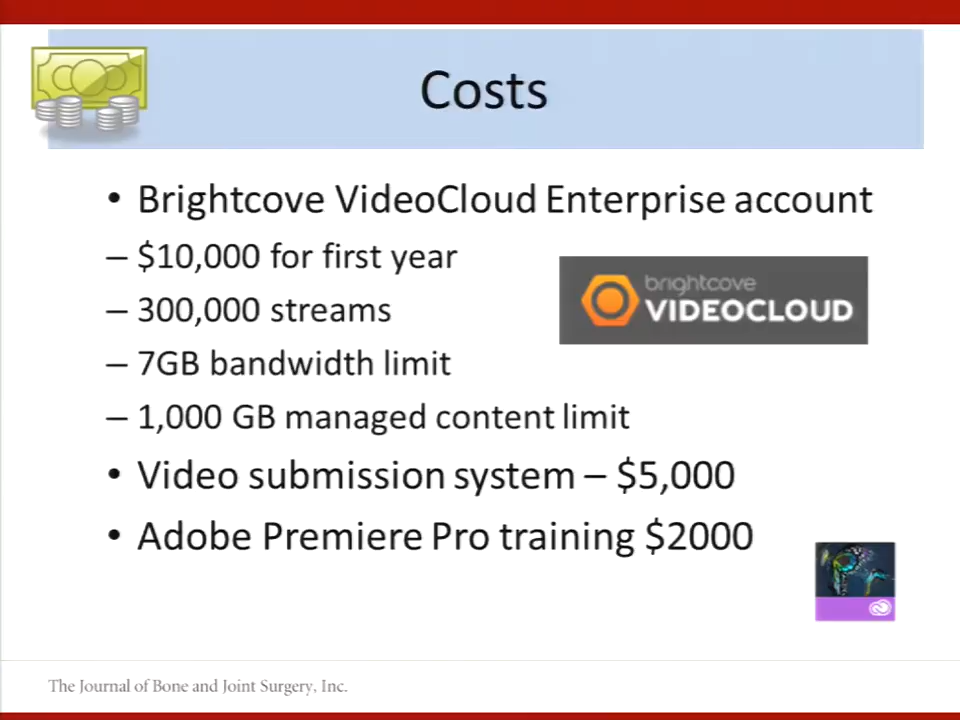 Costs
• Brightcove VideoCloud Enterprise account
– $10,000 for first year
– 300,000 streams
– 7GB bandwidth limit
– 1,000 GB managed content limit
brightcove
VIDEOCLOUD
• Video submission system – $5,000
• Adobe Premiere Pro training $2000
The Journal of Bone and Joint Surgery, Inc.